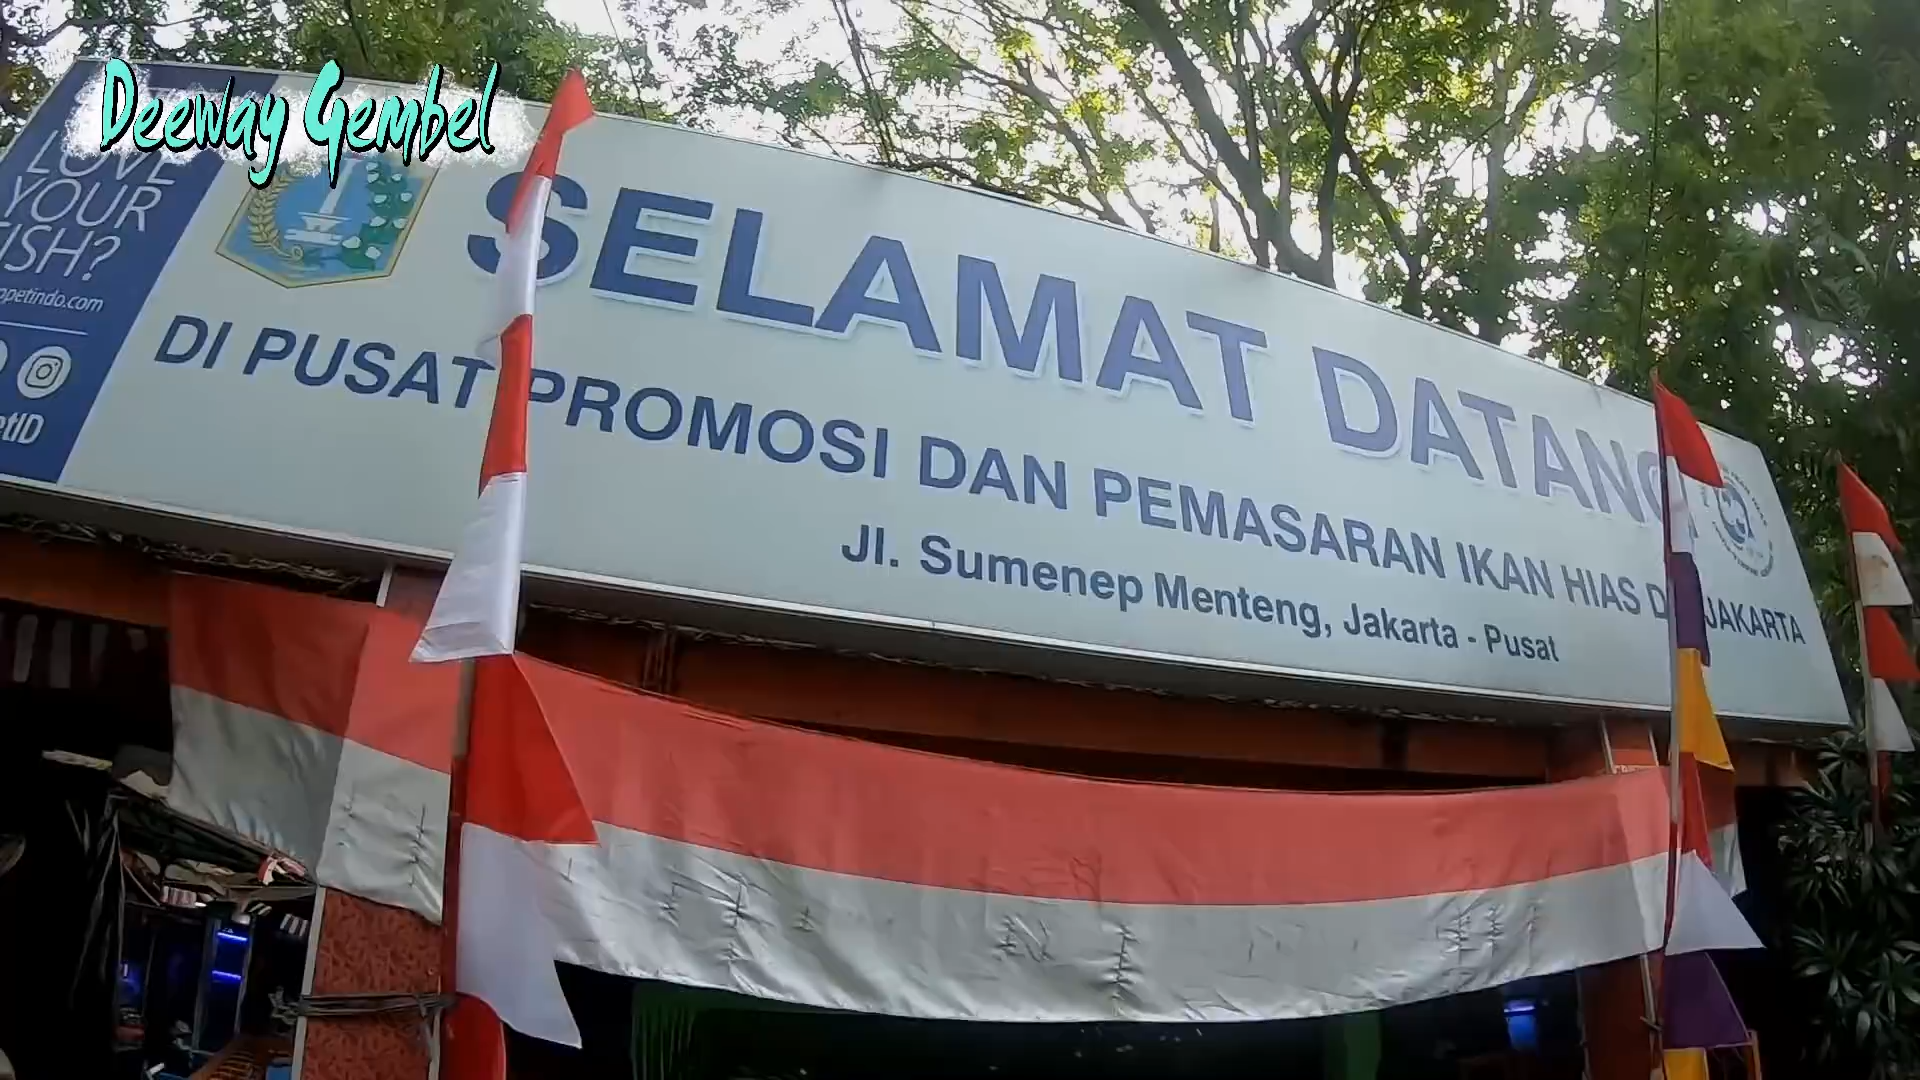 Deeway Gembel
LOVE
YOUR
FISH?
SELAMAT DATANG
DI PUSAT PROMOSI DAN PEMASARAN IKAN HIAS JAKARTA
Jl. Sumenep Menteng, Jakarta - Pusat